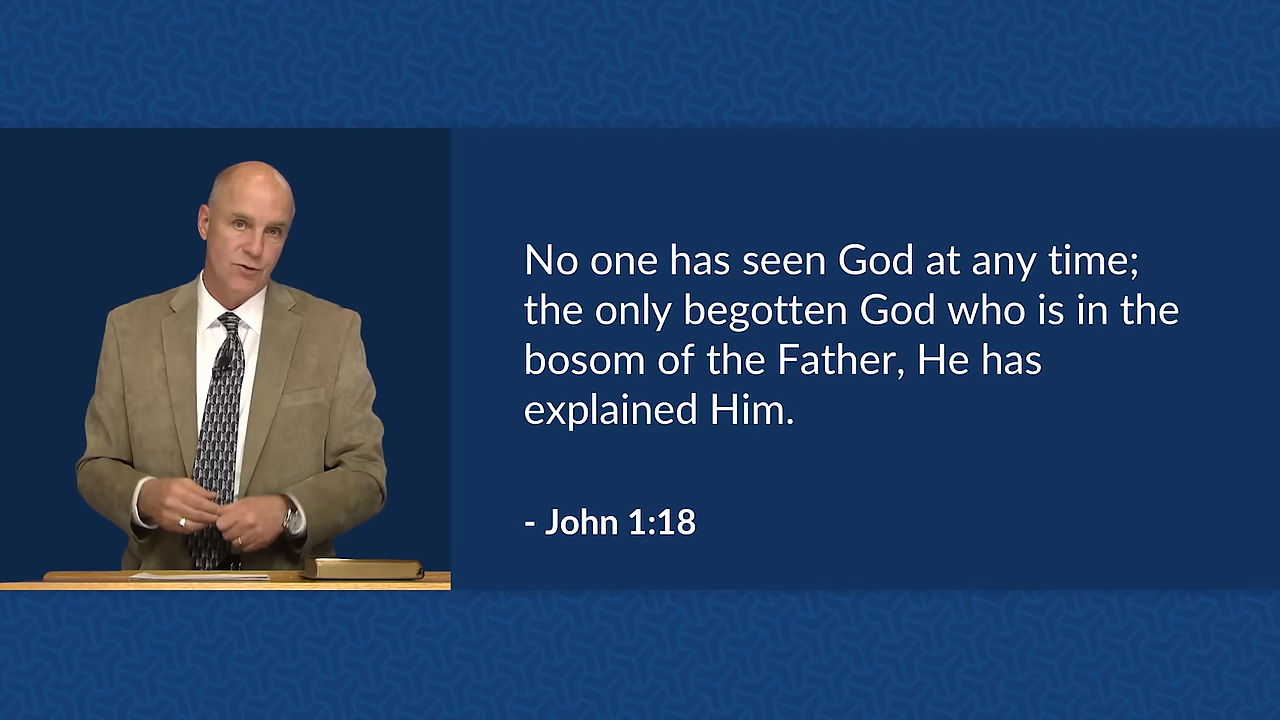 No one has seen God at any time;
the only begotten God who is in the
bosom of the Father, He has
explained Him.
- John 1:18